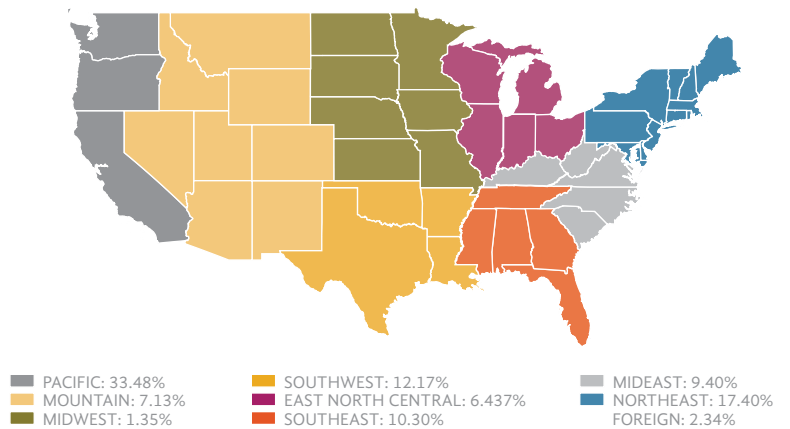 PACIFIC: 33.48%
MOUNTAIN: 7.13%
MIDWEST: 1.35%
SOUTHWEST: 12.17%
EAST NORTH CENTRAL: 6.437%
SOUTHEAST: 10.30%
MIDEAST: 9.40%
NORTHEAST: 17.40%
FOREIGN: 2.34%